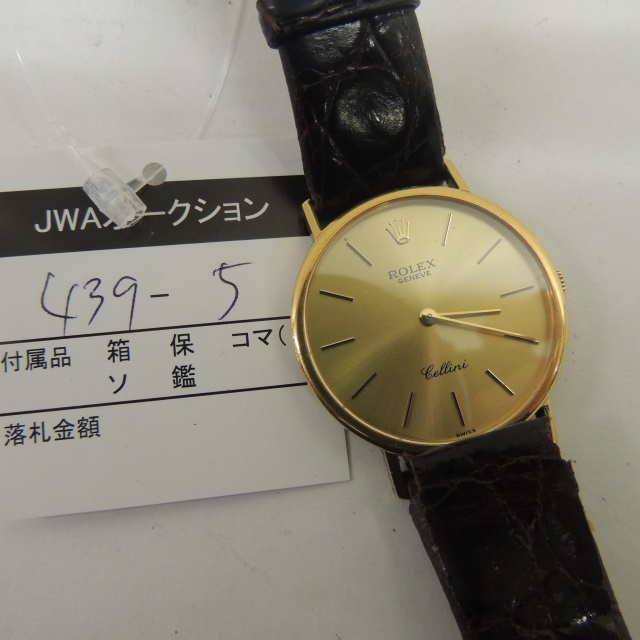 JWAオークション
439-5
付属品 箱 保 コマ(
ソ 鑑
落札金額
ROLEX
GENEVE
Cellini
SWISS